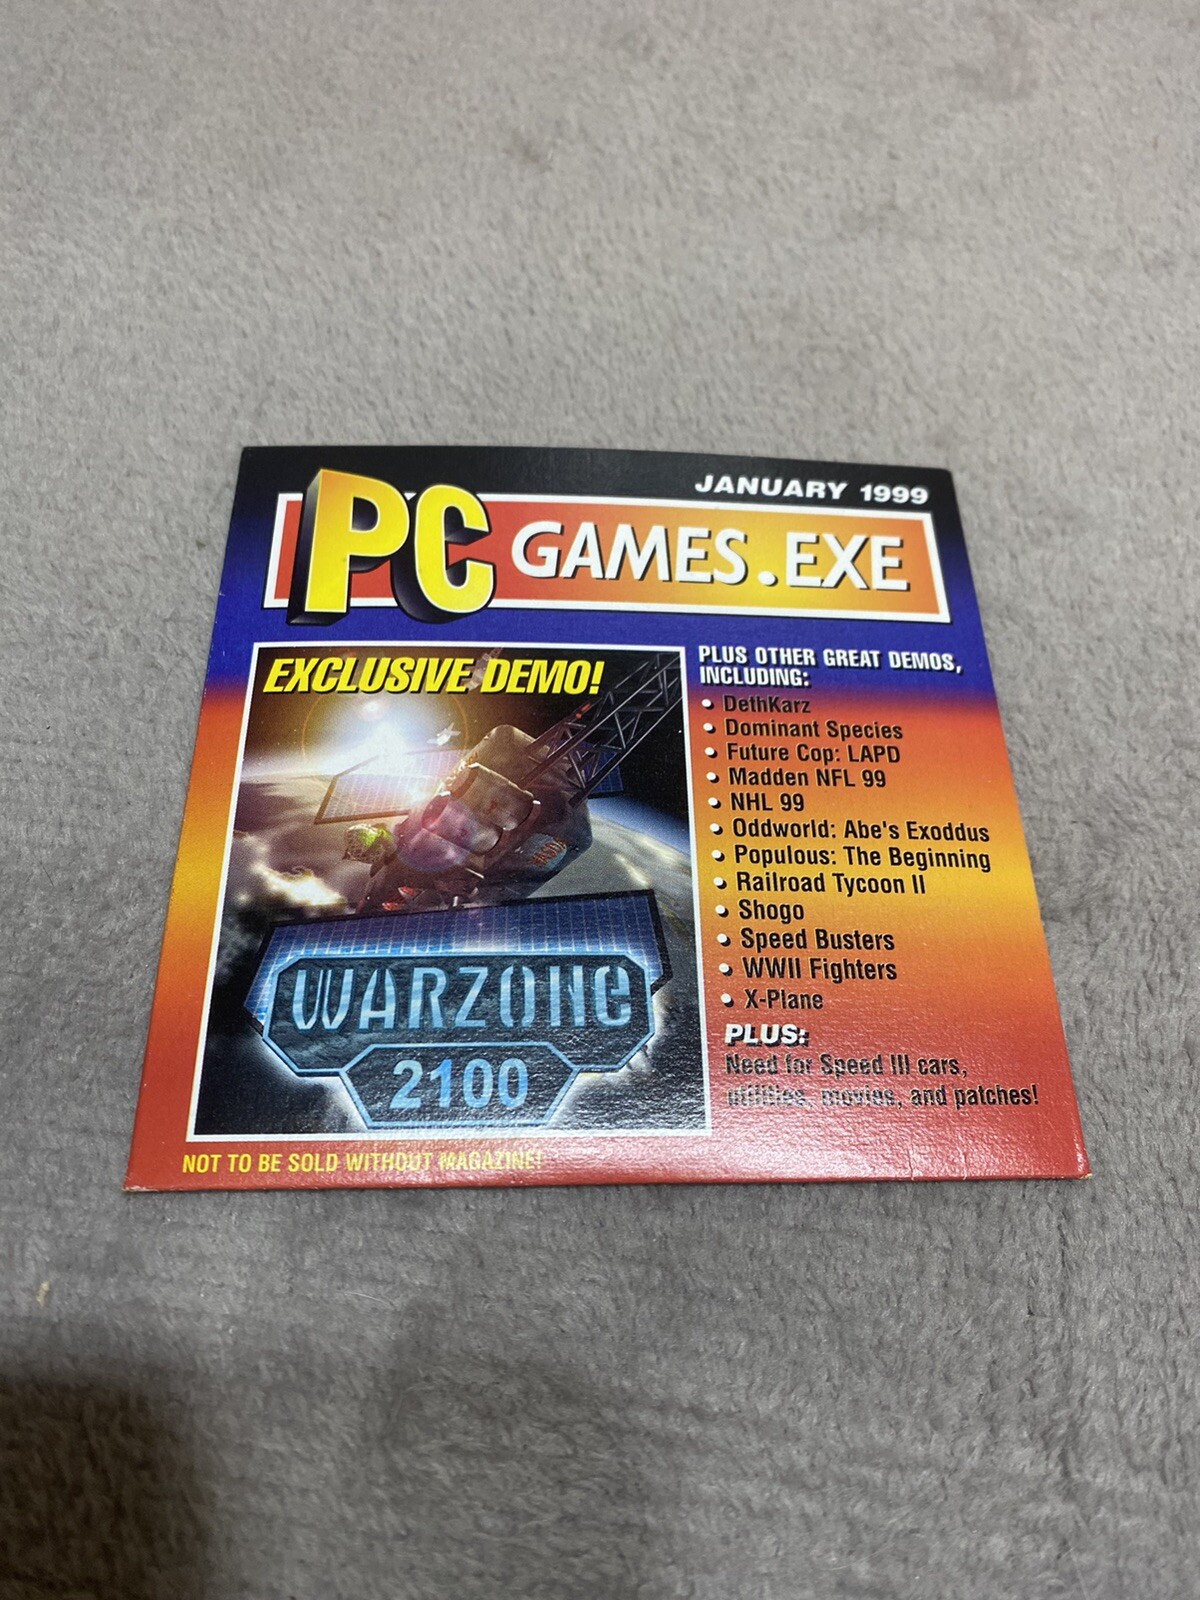 JANUARY 1999
PC GAMES.EXE
EXCLUSIVE DEMO!
WARZONE
2100
PLUS OTHER GREAT DEMOS,
INCLUDING:
• DethKarz
• Dominant Species
• Future Cop: LAPD
• Madden NFL 99
• NHL 99
• Oddworld: Abe's Exoddus
• Populous: The Beginning
• Railroad Tycoon II
• Shogo
• Speed Busters
• WWII Fighters
• X-Plane
PLUS:
Need for Speed III cars,
utilities, movies, and patches!
NOT TO BE SOLD WITHOUT MAGAZINE!